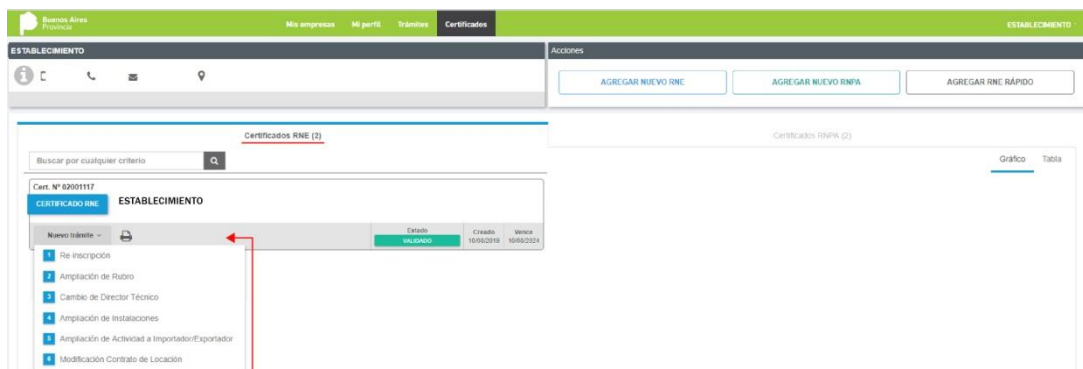 Buenos Aires
Provincia
Mis empresas Mi perfil Trámites Certificados ESTABLECIMIENTO
ESTABLECIMIENTO
Acciones
AGREGAR NUEVO RNE AGREGAR NUEVO RNPA AGREGAR RNE RÁPIDO
Certificados RNE (2) Certificados RNPA (2)
Buscar por cualquier criterio
Gráfico Tabla
Cert. Nº 02001117
CERTIFICADO RNE ESTABLECIMIENTO
Nuevo trámite
Estado Creado Vence
VALIDADO 10/08/2019 10/08/2024
1 Re-inscripción
2 Ampliación de Rubro
3 Cambio de Director Técnico
4 Ampliación de Instalaciones
5 Ampliación de Actividad a Importador/Exportador
6 Modificación Contrato de Locación